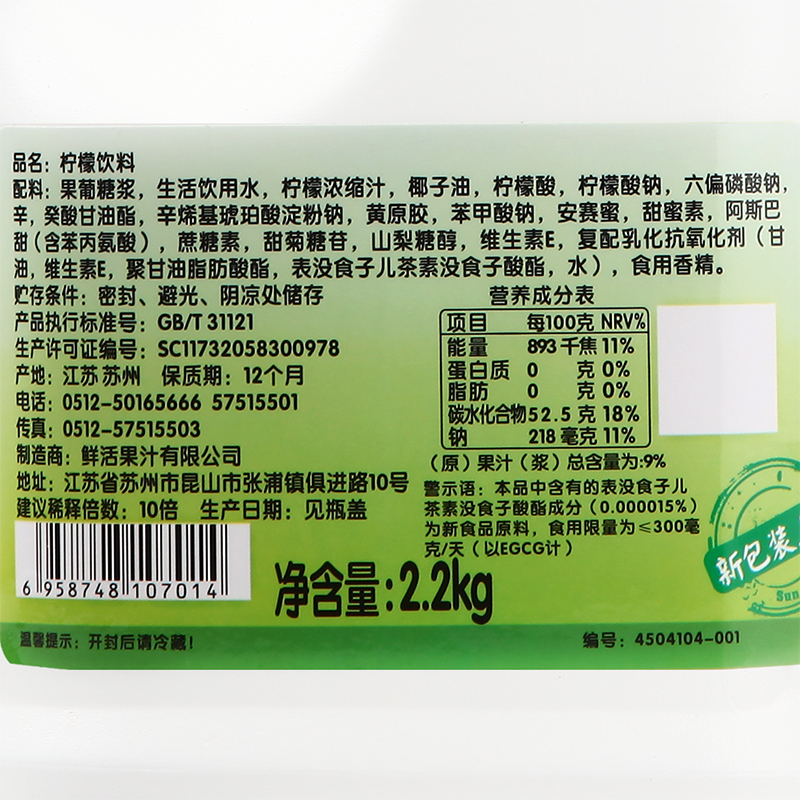 品名：柠檬饮料
配料：果葡糖浆，生活饮用水，柠檬浓缩汁，椰子油，柠檬酸，柠檬酸钠，六偏磷酸钠，
辛，癸酸甘油酯，辛烯基琥珀酸淀粉钠，黄原胶，苯甲酸钠，安赛蜜，甜蜜素，阿斯巴
甜（含苯丙氨酸），蔗糖素，甜菊糖苷，山梨糖醇，维生素E，复配乳化抗氧化剂（甘
油，维生素E，聚甘油脂肪酸酯，表没食子儿茶素没食子酸酯，水），食用香精。
贮存条件：密封、避光、阴凉处储存
产品执行标准号：GB/T 31121
生产许可证编号：SC11732058300978
产地：江苏 苏州 保质期：12个月
电话：0512-50165666 57515501
传真：0512-57515503
制造商：鲜活果汁有限公司
地址：江苏省苏州市昆山市张浦镇俱进路10号
建议稀释倍数：10倍 生产日期：见瓶盖
营养成分表
项目 每100克 NRV%
能量 893 千焦 11%
蛋白质 0 克 0%
脂肪 0 克 0%
碳水化合物 52.5 克 18%
钠 218 毫克 11%
（原）果汁（浆）总含量为:9%
警示语：本品中含有的表没食子儿
茶素没食子酸酯成分（0.000015%）
为新食品原料，食用限量为≤300毫
克/天（以EGCG计）
新包装
Sun
6 958748 107014
净含量:2.2kg
温馨提示：开封后请冷藏！
编号：4504104-001